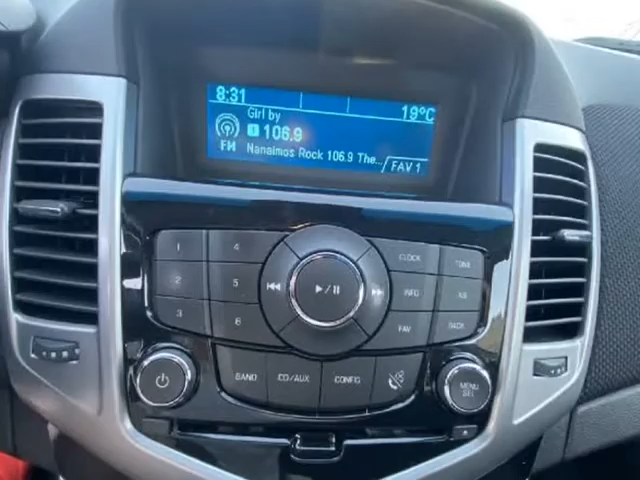 8:31
19°C
Girl by
1 106.9
FM
Nanaimos Rock 106.9 The...
FAV 1
1
4
2
5
3
6
CLOCK
TONE
INFO
FAV
BACK
BAND
CD/AUX
CONFIG
MENU
SEL